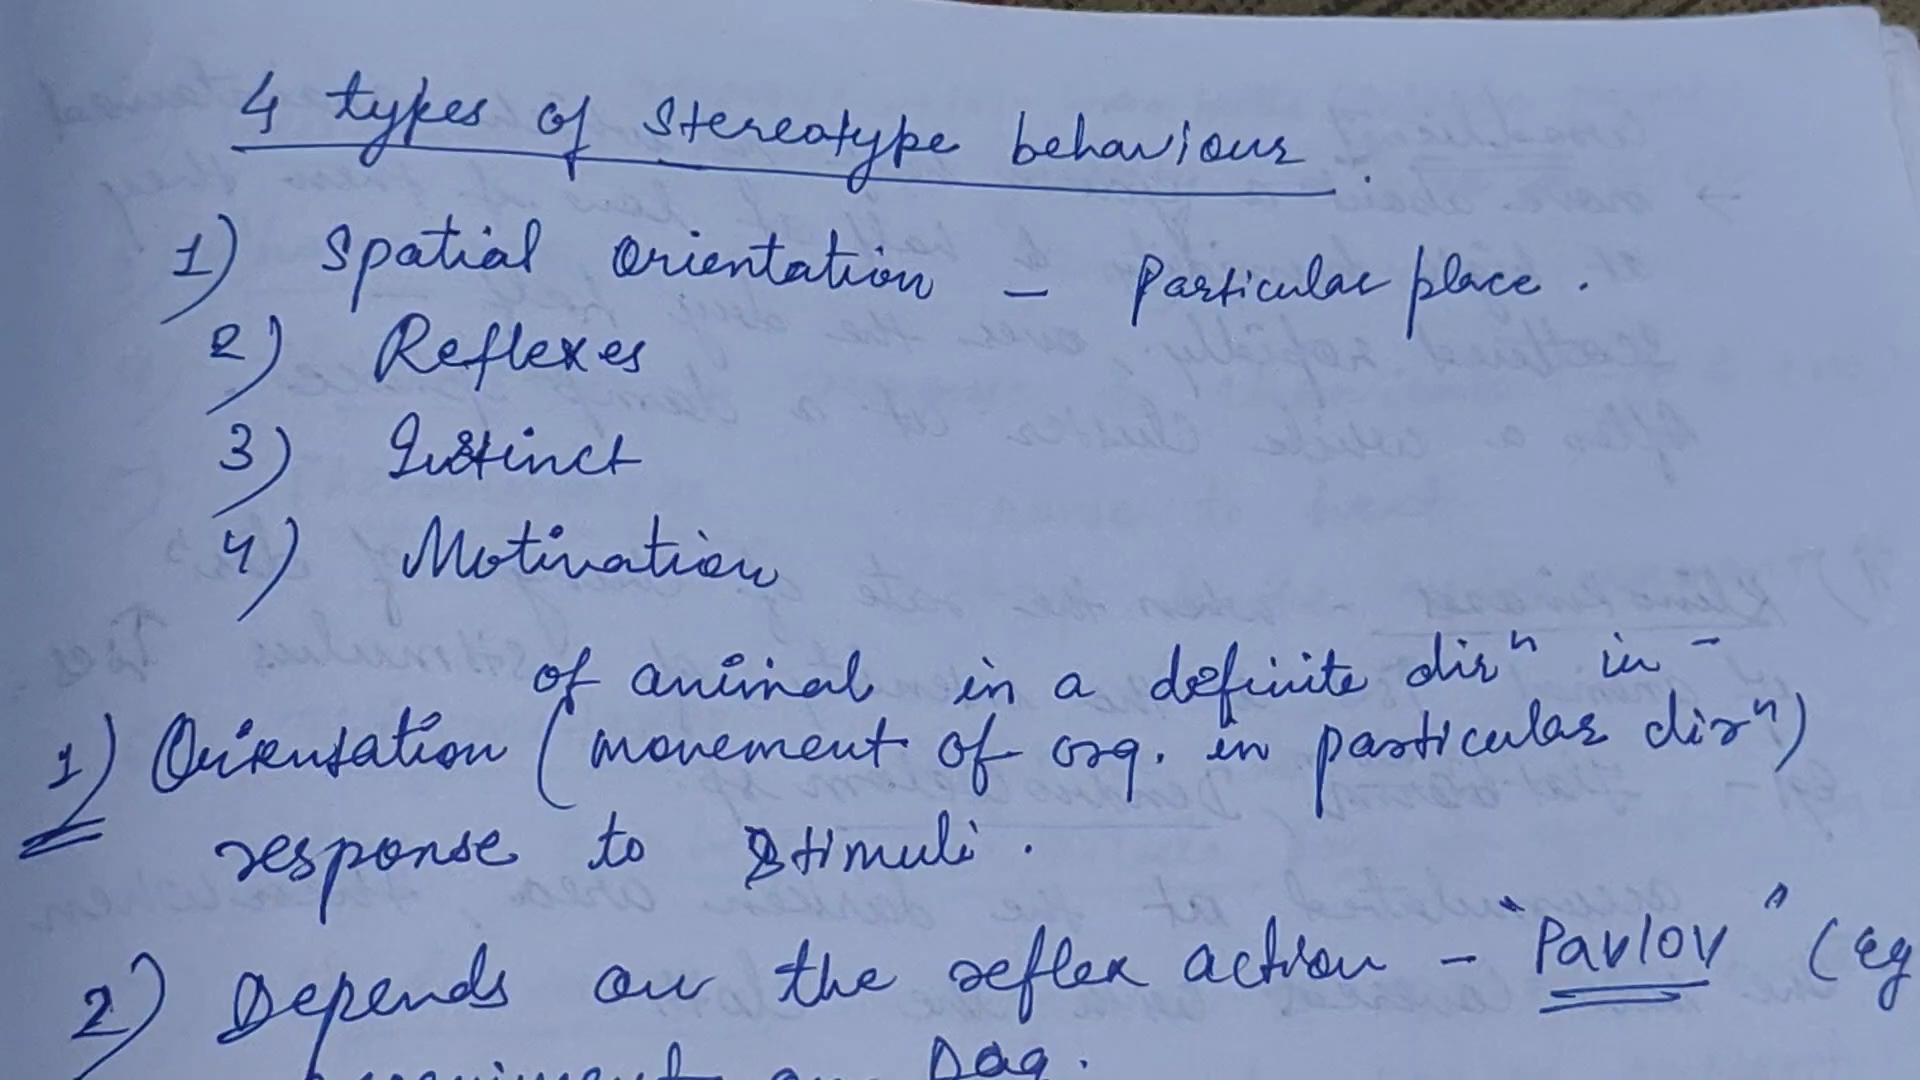 4 types of Stereotype behaviour.
1) Spatial Orientation - Particular place.
2) Reflexes
3) Instinct
4) Motivation
of animal in a definite dirⁿ in -
1) Orientation (movement of org. in particular dirⁿ)
response to Stimuli.
2) Depends on the reflex action - "Pavlov" (eg
on Dog.